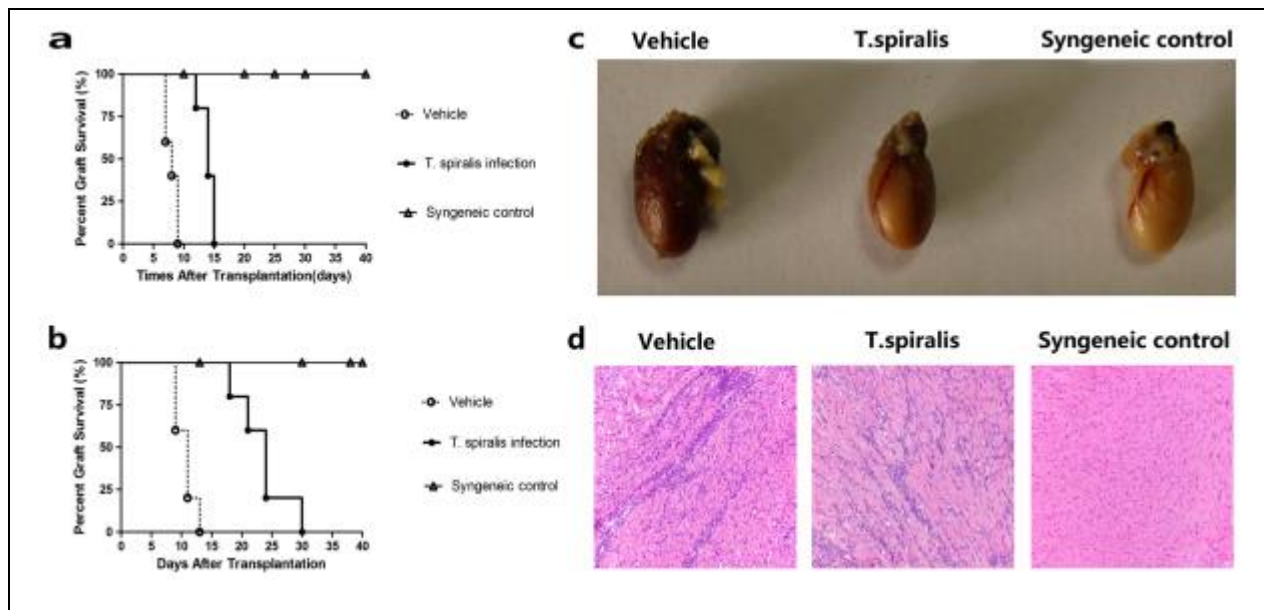 a
Percent Graft Survival (%)
100
75
50
25
0
0 5 10 15 20 25 30 35 40
Times After Transplantation(days)
Vehicle
T. spiralis infection
Syngeneic control
b
Percent Graft Survival (%)
100
75
50
25
0
0 5 10 15 20 25 30 35 40
Days After Transplantation
Vehicle
T. spiralis infection
Syngeneic control
c
Vehicle T.spiralis Syngeneic control
d
Vehicle T.spiralis Syngeneic control